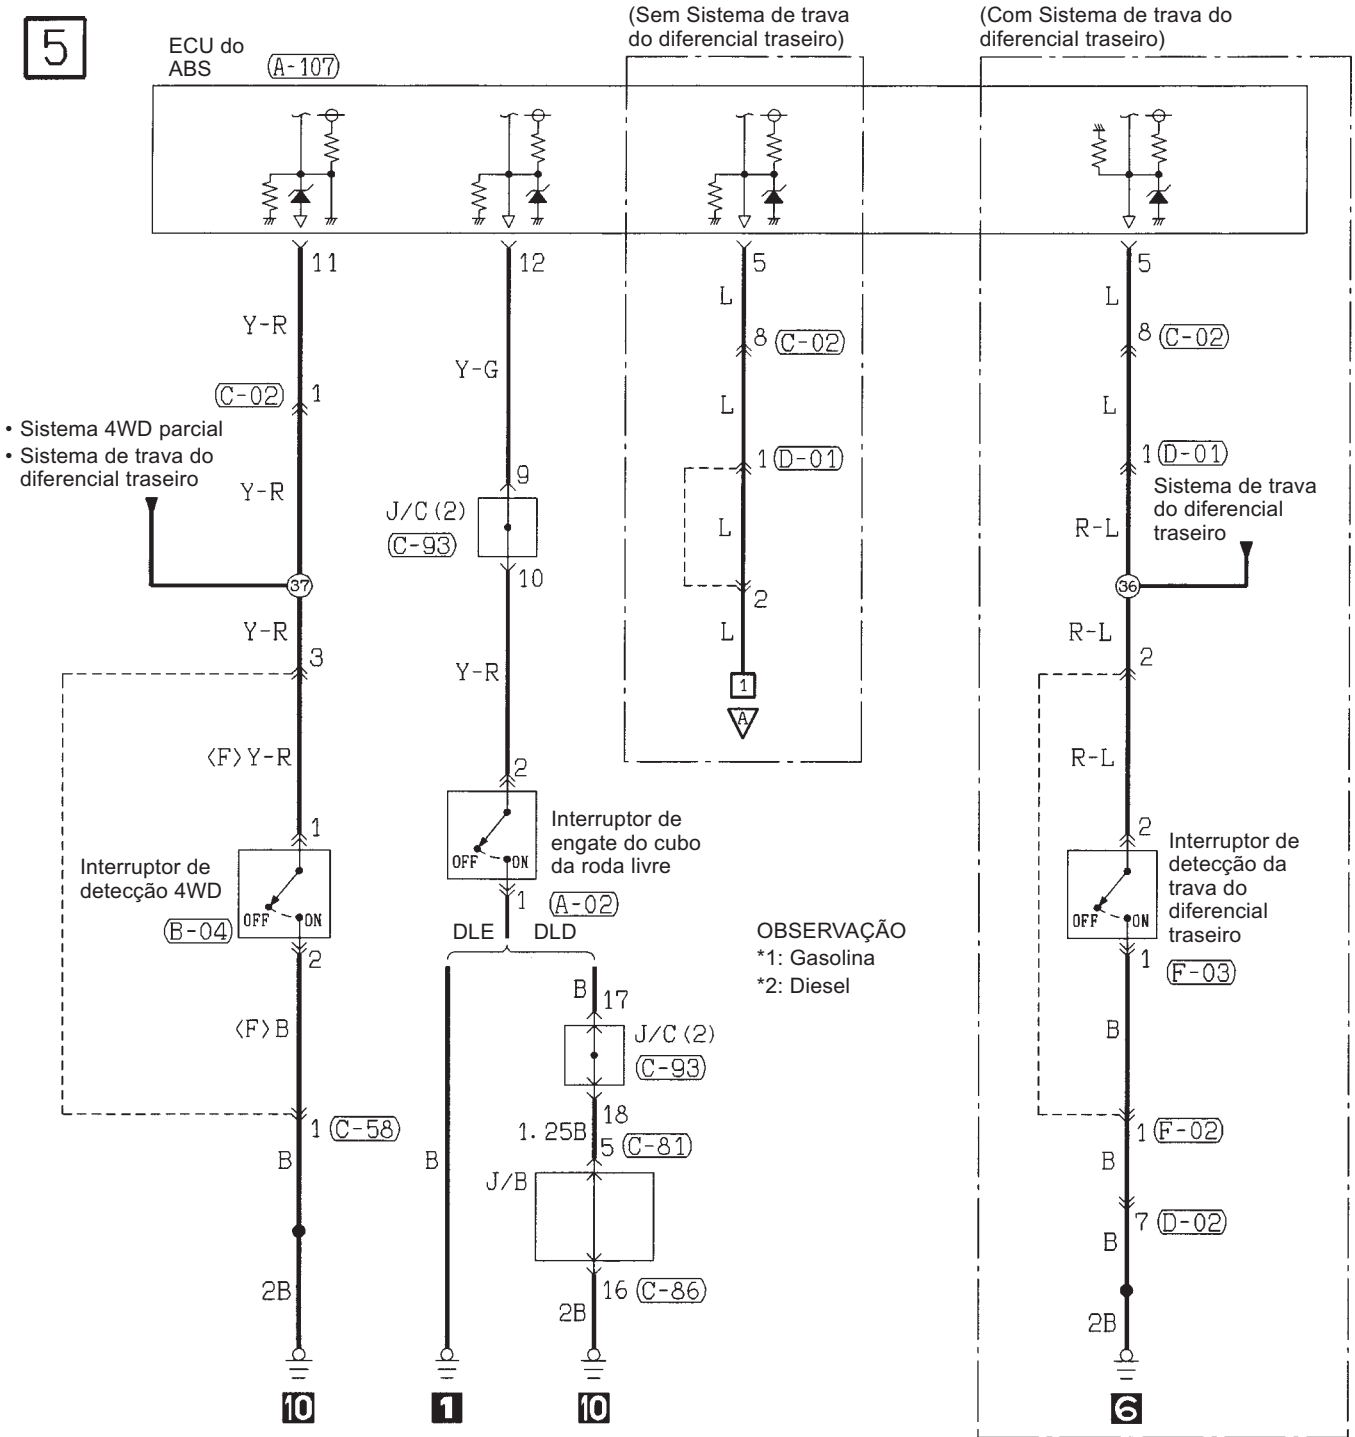 5
ECU do
ABS
(A-107)
(Sem Sistema de trava
do diferencial traseiro)
(Com Sistema de trava do
diferencial traseiro)
11
12
5
5
Y-R
L
L
8 (C-02)
8 (C-02)
Y-G
(C-02) 1
L
L
• Sistema 4WD parcial
• Sistema de trava do
diferencial traseiro
1 (D-01)
1 (D-01)
9
Y-R
J/C (2)
(C-93)
L
Sistema de trava
do diferencial
traseiro
R-L
10
37
2
36
Y-R
L
R-L
3
2
Y-R
1
A
<F> Y-R
2
R-L
1
Interruptor de
detecção 4WD
OFF
ON
(B-04)
2
OFF
ON
Interruptor de
engate do cubo
da roda livre
1 (A-02)
DLE
DLD
OBSERVAÇÃO
*1: Gasolina
*2: Diesel
2
Interruptor de
detecção da
trava do
diferencial
traseiro
OFF
ON
1 (F-03)
<F> B
B
17
J/C (2)
(C-93)
B
18
1.25B
5 (C-81)
1 (C-58)
1 (F-02)
B
B
J/B
B
7 (D-02)
B
2B
16 (C-86)
2B
2B
10
1
10
6